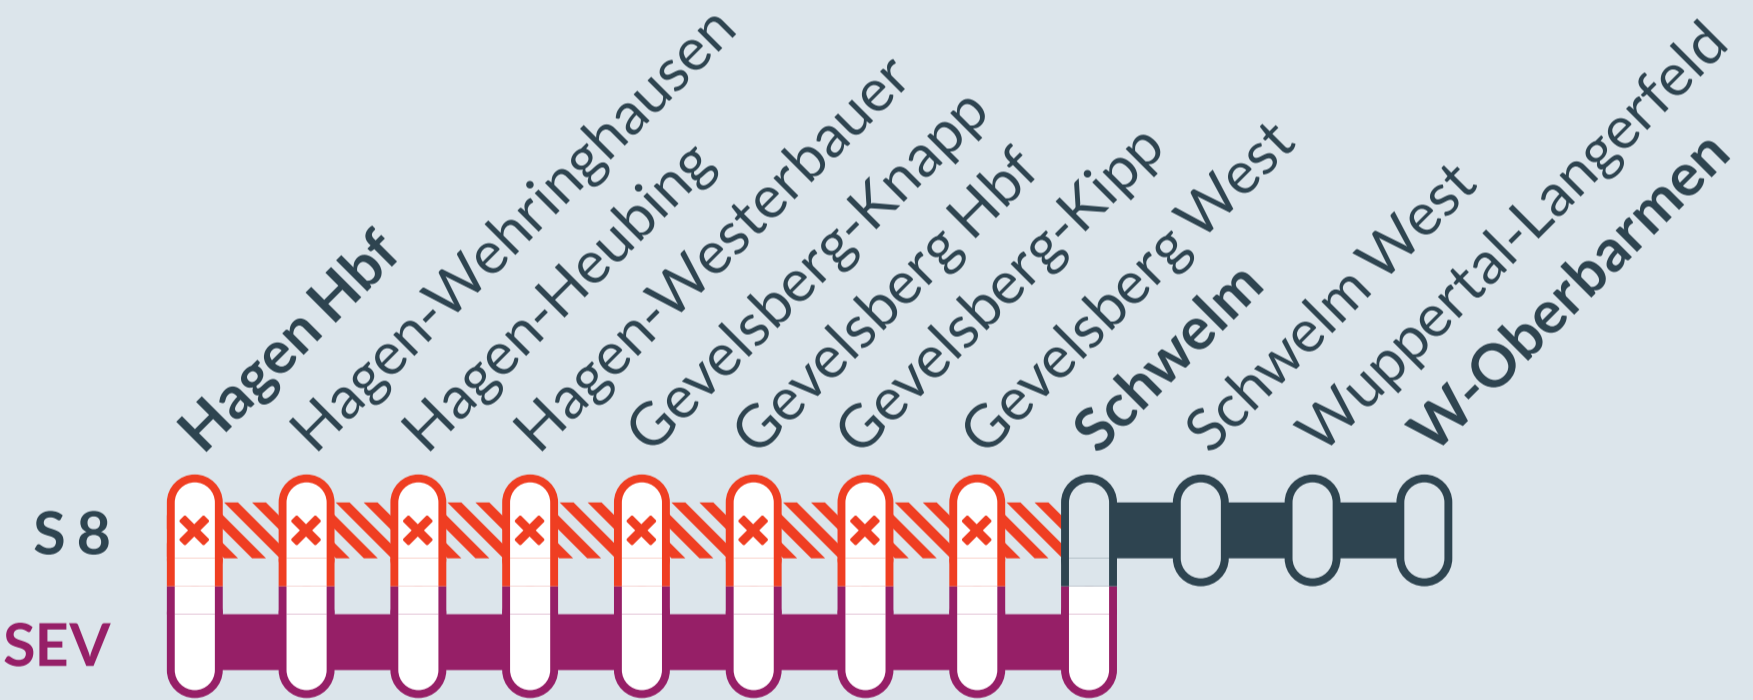 Hagen Hbf
Hagen-Wehringhausen
Hagen-Heubing
Hagen-Westerbauer
Gevelsberg-Knapp
Gevelsberg Hbf
Gevelsberg-Kipp
Gevelsberg West
Schwelm
Schwelm West
Wuppertal-Langerfeld
W-Oberbarmen
S 8
SEV